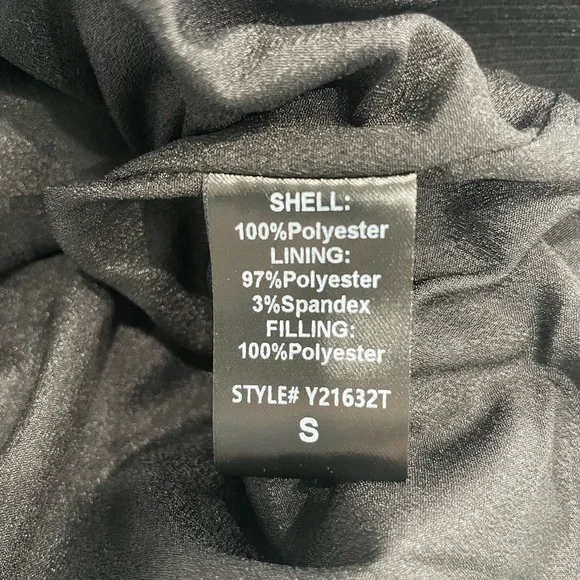 SHELL:
100%Polyester
LINING:
97%Polyester
3%Spandex
FILLING:
100%Polyester
STYLE# Y21632T
S